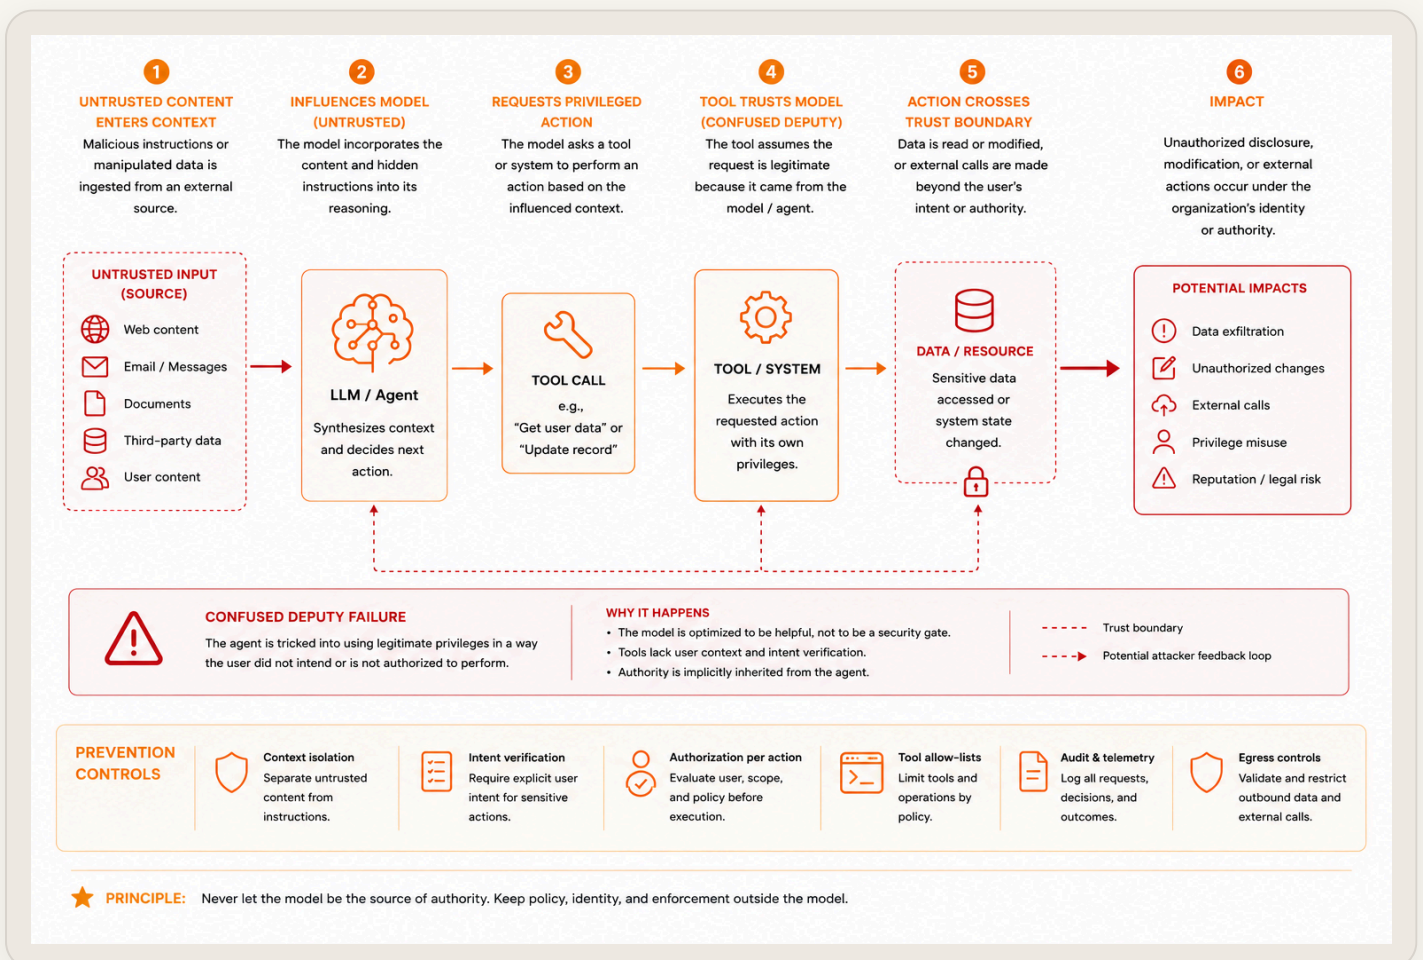 1
UNTRUSTED CONTENT
ENTERS CONTEXT
Malicious instructions or
manipulated data is
ingested from an external
source.
2
INFLUENCES MODEL
(UNTRUSTED)
The model incorporates the
content and hidden
instructions into its
reasoning.
3
REQUESTS PRIVILEGED
ACTION
The model asks a tool
or system to perform an
action based on the
influenced context.
4
TOOL TRUSTS MODEL
(CONFUSED DEPUTY)
The tool assumes the
request is legitimate
because it came from the
model / agent.
5
ACTION CROSSES
TRUST BOUNDARY
Data is read or modified,
or external calls are made
beyond the user's
intent or authority.
6
IMPACT
Unauthorized disclosure,
modification, or external
actions occur under the
organization's identity
or authority.
UNTRUSTED INPUT
(SOURCE)
Web content
Email / Messages
Documents
Third-party data
User content
LLM / Agent
Synthesizes context
and decides next
action.
TOOL CALL
e.g.,
“Get user data” or
“Update record”
TOOL / SYSTEM
Executes the
requested action
with its own
privileges.
DATA / RESOURCE
Sensitive data
accessed or
system state
changed.
POTENTIAL IMPACTS
Data exfiltration
Unauthorized changes
External calls
Privilege misuse
Reputation / legal risk
CONFUSED DEPUTY FAILURE
The agent is tricked into using legitimate privileges in a way
the user did not intend or is not authorized to perform.
WHY IT HAPPENS
• The model is optimized to be helpful, not to be a security gate.
• Tools lack user context and intent verification.
• Authority is implicitly inherited from the agent.
Trust boundary
Potential attacker feedback loop
PREVENTION
CONTROLS
Context isolation
Separate untrusted
content from
instructions.
Intent verification
Require explicit user
intent for sensitive
actions.
Authorization per action
Evaluate user, scope,
and policy before
execution.
Tool allow-lists
Limit tools and
operations by
policy.
Audit & telemetry
Log all requests,
decisions, and
outcomes.
Egress controls
Validate and restrict
outbound data and
external calls.
PRINCIPLE: Never let the model be the source of authority. Keep policy, identity, and enforcement outside the model.